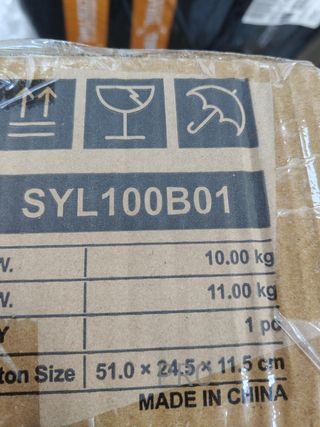 SYL100B01
W. 10.00 kg
W. 11.00 kg
Y 1 pc
ton Size 51.0 × 24.5 × 11.5 cm
MADE IN CHINA